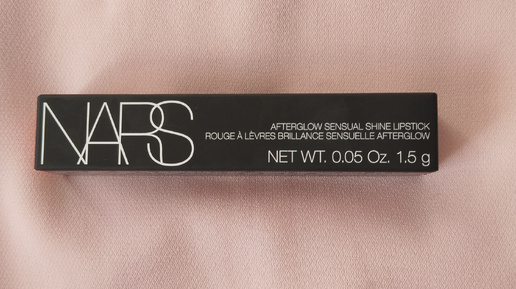 NARS
AFTERGLOW SENSUAL SHINE LIPSTICK
ROUGE À LÈVRES BRILLANCE SENSUELLE AFTERGLOW
NET WT. 0.05 Oz. 1.5 g